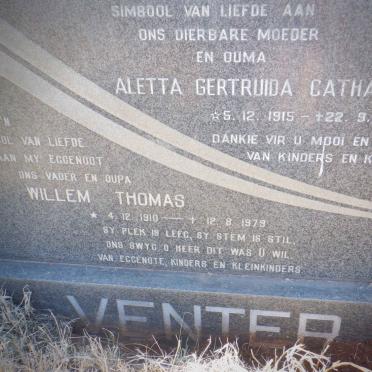 SIMBOOL VAN LIEFDE AAN
ONS DIERBARE MOEDER
EN OUMA
ALETTA GERTRUIDA CATHA
☆ 5. 12. 1915 - ✝ 22. 9.
DANKIE VIR U MOOI EN
VAN KINDERS EN K
N
OL VAN LIEFDE
AAN MY EGGENOOT
ONS VADER EN OUPA
WILLEM THOMAS
★ 4. 12. 1910 — ✝ 12. 8. 1979
SY PLEK IS LEEG, SY STEM IS STIL,
ONS SWYG O HEER DIT WAS U WIL.
VAN EGGENOTE, KINDERS EN KLEINKINDERS
VENTER